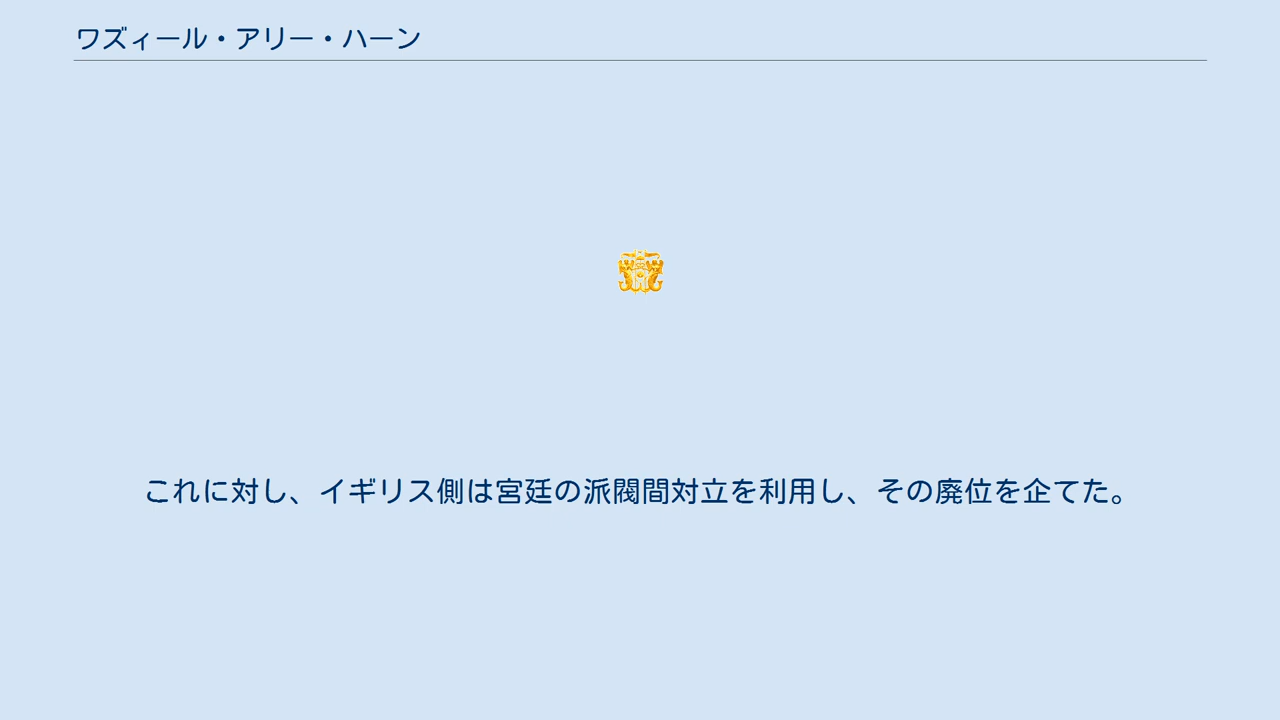 ワズィール・アリー・ハーン
これに対し、イギリス側は宮廷の派閥間対立を利用し、その廃位を企てた。